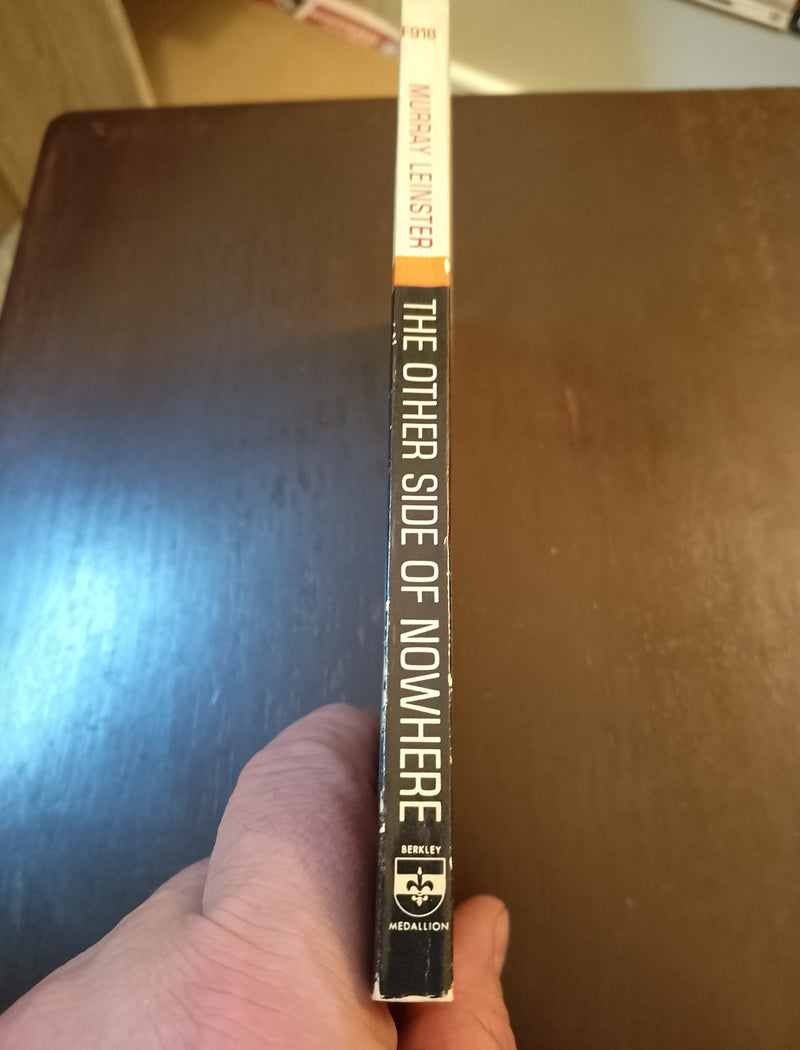 F918
MURRAY LEINSTER
THE OTHER SIDE OF NOWHERE
BERKLEY
MEDALLION